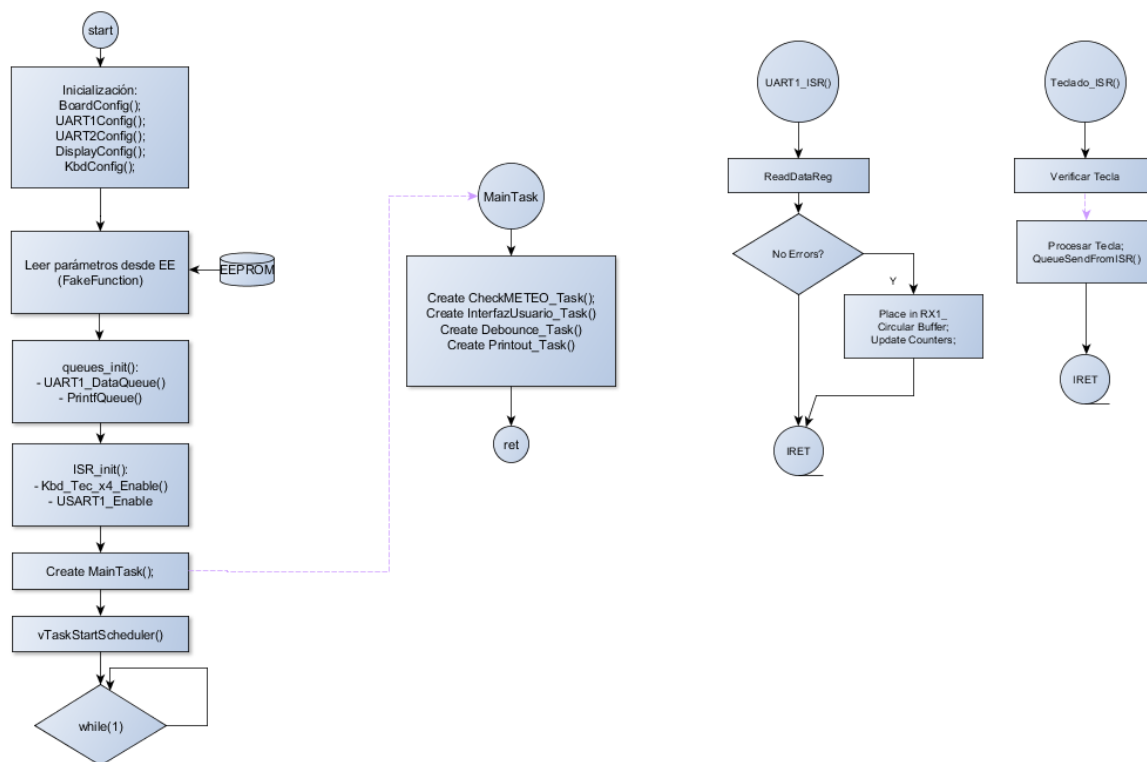 start
Inicialización:
BoardConfig();
UART1Config();
UART2Config();
DisplayConfig();
KbdConfig();
Leer parámetros desde EE
(FakeFunction)
EEPROM
queues_init():
- UART1_DataQueue()
- PrintfQueue()
ISR_init():
- Kbd_Tec_x4_Enable()
- USART1_Enable
Create MainTask();
vTaskStartScheduler()
while(1)
MainTask
Create CheckMETEO_Task();
Create InterfazUsuario_Task()
Create Debounce_Task()
Create Printout_Task()
ret
UART1_ISR()
ReadDataReg
No Errors?
Y
Place in RX1_
Circular Buffer;
Update Counters;
IRET
Teclado_ISR()
Verificar Tecla
Procesar Tecla;
QueueSendFromISR()
IRET